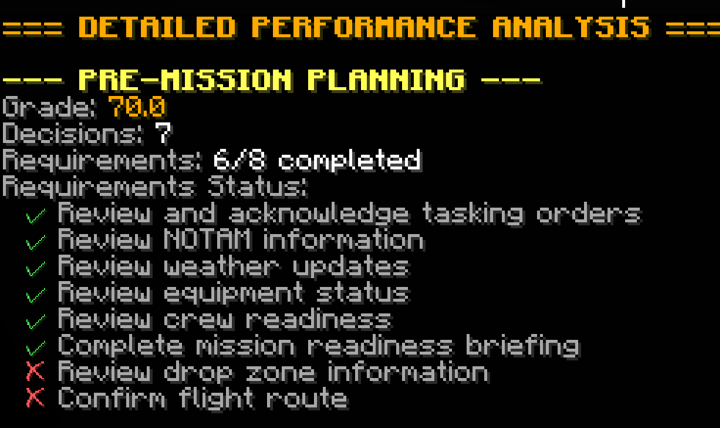 === DETAILED PERFORMANCE ANALYSIS ===
--- PRE-MISSION PLANNING ---
Grade: 70.0
Decisions: 7
Requirements: 6/8 completed
Requirements Status:
✓ Review and acknowledge tasking orders
✓ Review NOTAM information
✓ Review weather updates
✓ Review equipment status
✓ Review crew readiness
✓ Complete mission readiness briefing
✗ Review drop zone information
✗ Confirm flight route